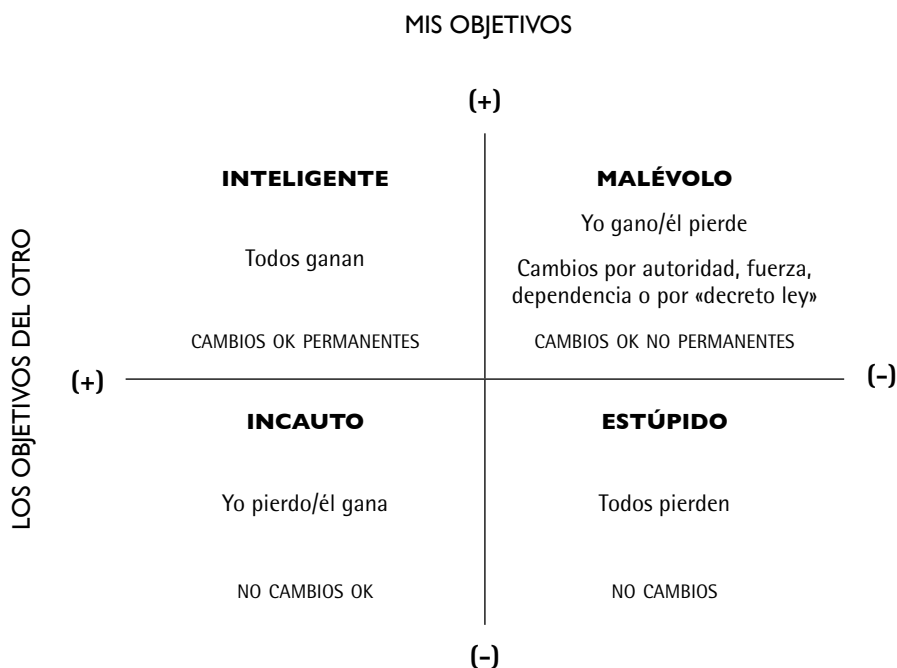 MIS OBJETIVOS
(+)
INTELIGENTE
Todos ganan
CAMBIOS OK PERMANENTES
MALÉVOLO
Yo gano/él pierde
Cambios por autoridad, fuerza,
dependencia o por «decreto ley»
CAMBIOS OK NO PERMANENTES
LOS OBJETIVOS DEL OTRO
(+)
(–)
INCAUTO
Yo pierdo/él gana
NO CAMBIOS OK
ESTÚPIDO
Todos pierden
NO CAMBIOS
(–)